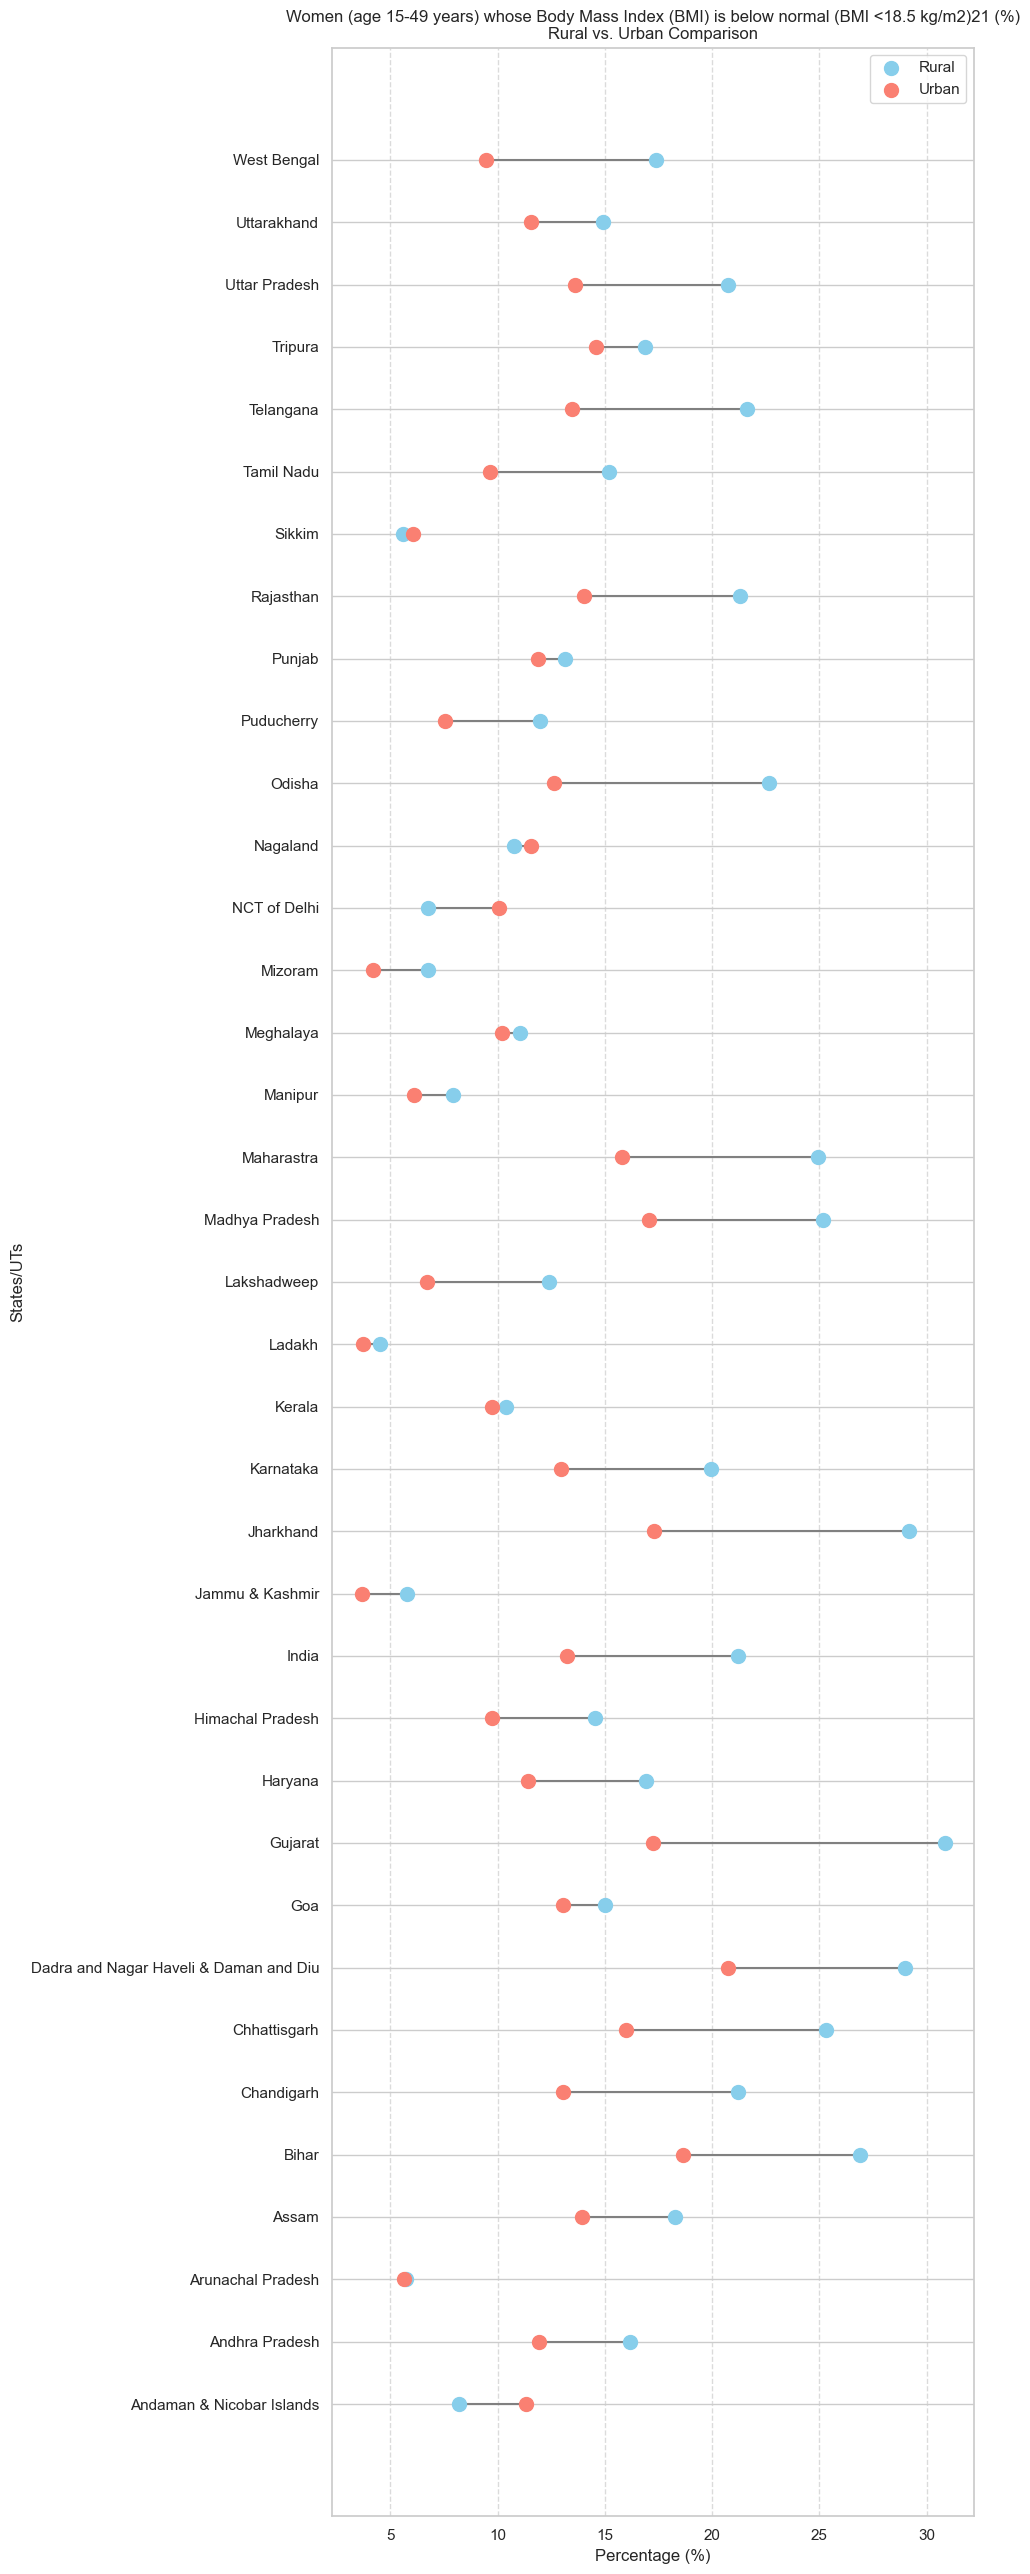 Women (age 15-49 years) whose Body Mass Index (BMI) is below normal (BMI <18.5 kg/m2)21 (%)
Rural vs. Urban Comparison
Rural
Urban
West Bengal
Uttarakhand
Uttar Pradesh
Tripura
Telangana
Tamil Nadu
Sikkim
Rajasthan
Punjab
Puducherry
Odisha
Nagaland
NCT of Delhi
Mizoram
Meghalaya
Manipur
Maharastra
Madhya Pradesh
Lakshadweep
Ladakh
Kerala
Karnataka
Jharkhand
Jammu & Kashmir
India
Himachal Pradesh
Haryana
Gujarat
Goa
Dadra and Nagar Haveli & Daman and Diu
Chhattisgarh
Chandigarh
Bihar
Assam
Arunachal Pradesh
Andhra Pradesh
Andaman & Nicobar Islands
States/UTs
5 10 15 20 25 30
Percentage (%)